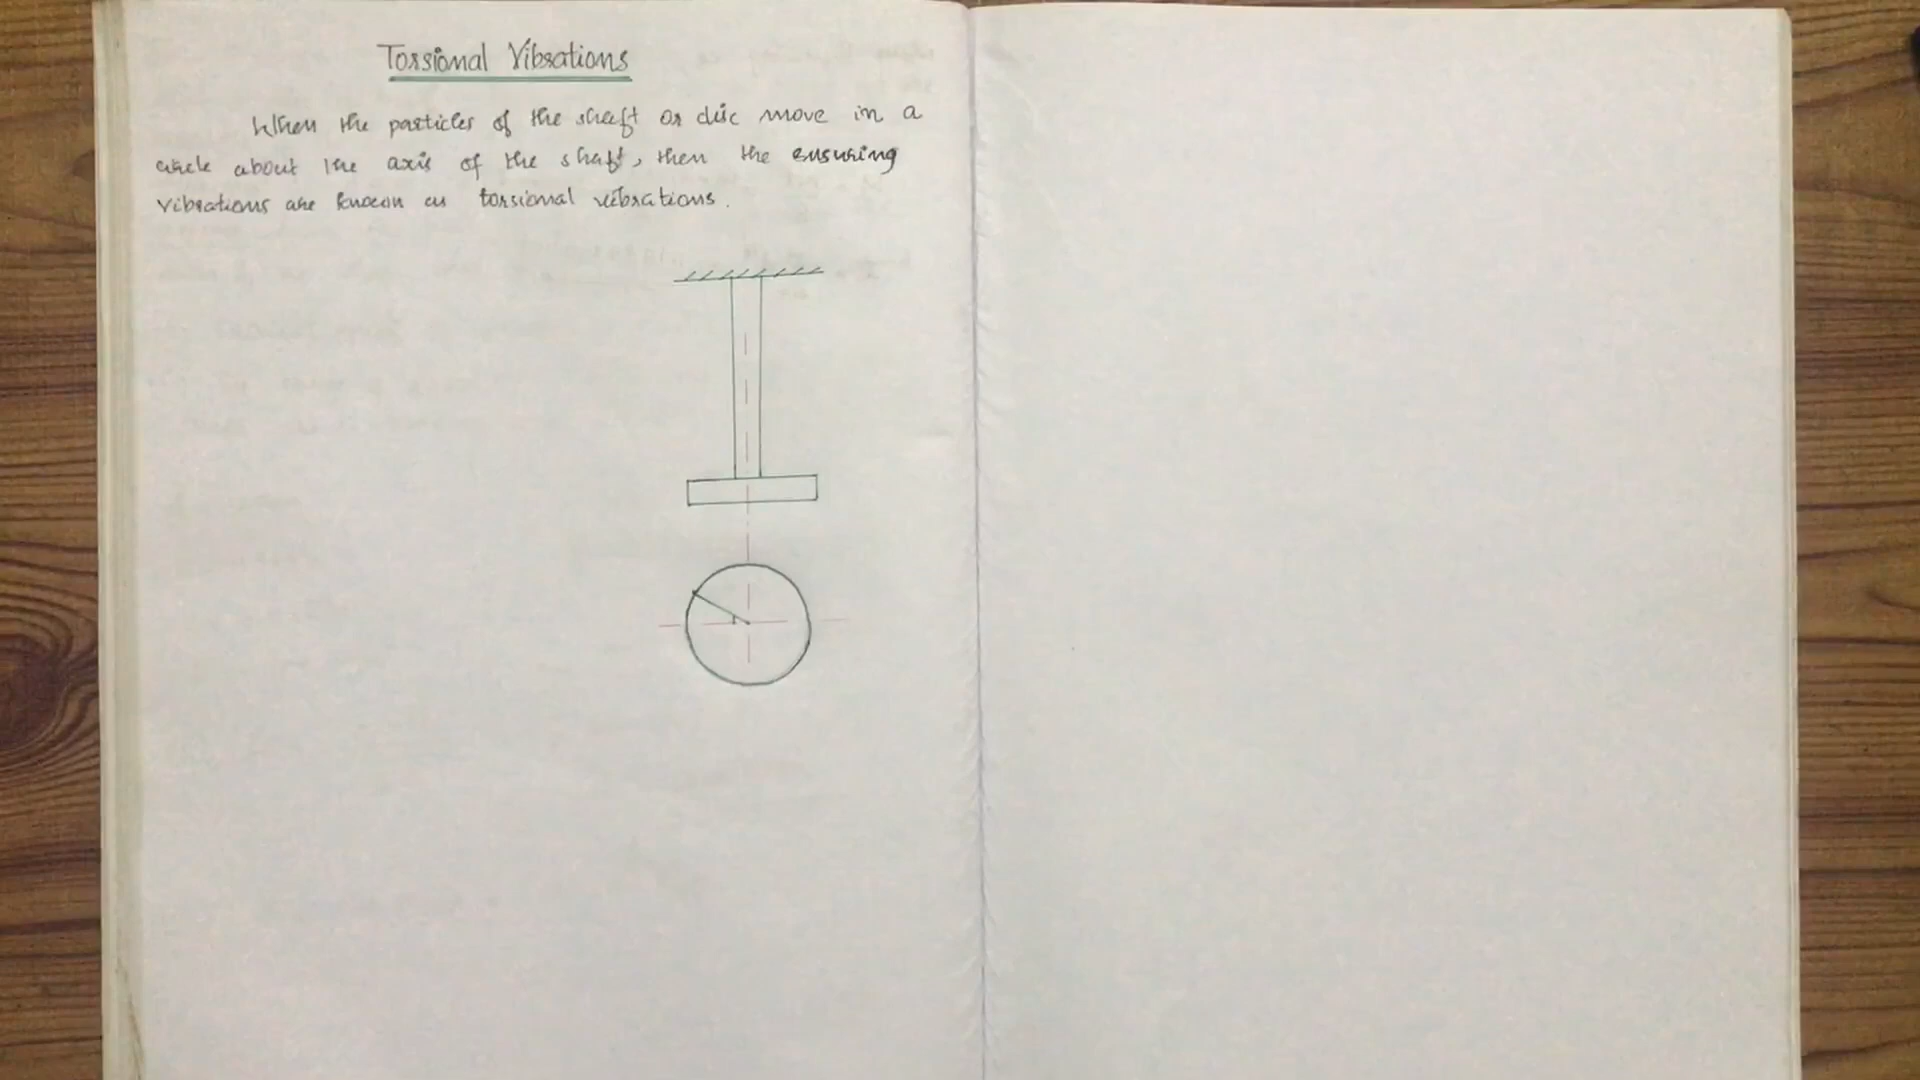 Torsional Vibrations
When the particles of the shaft or disc move in a
circle about the axis of the shaft, then the ensuring
vibrations are known as torsional vibrations.